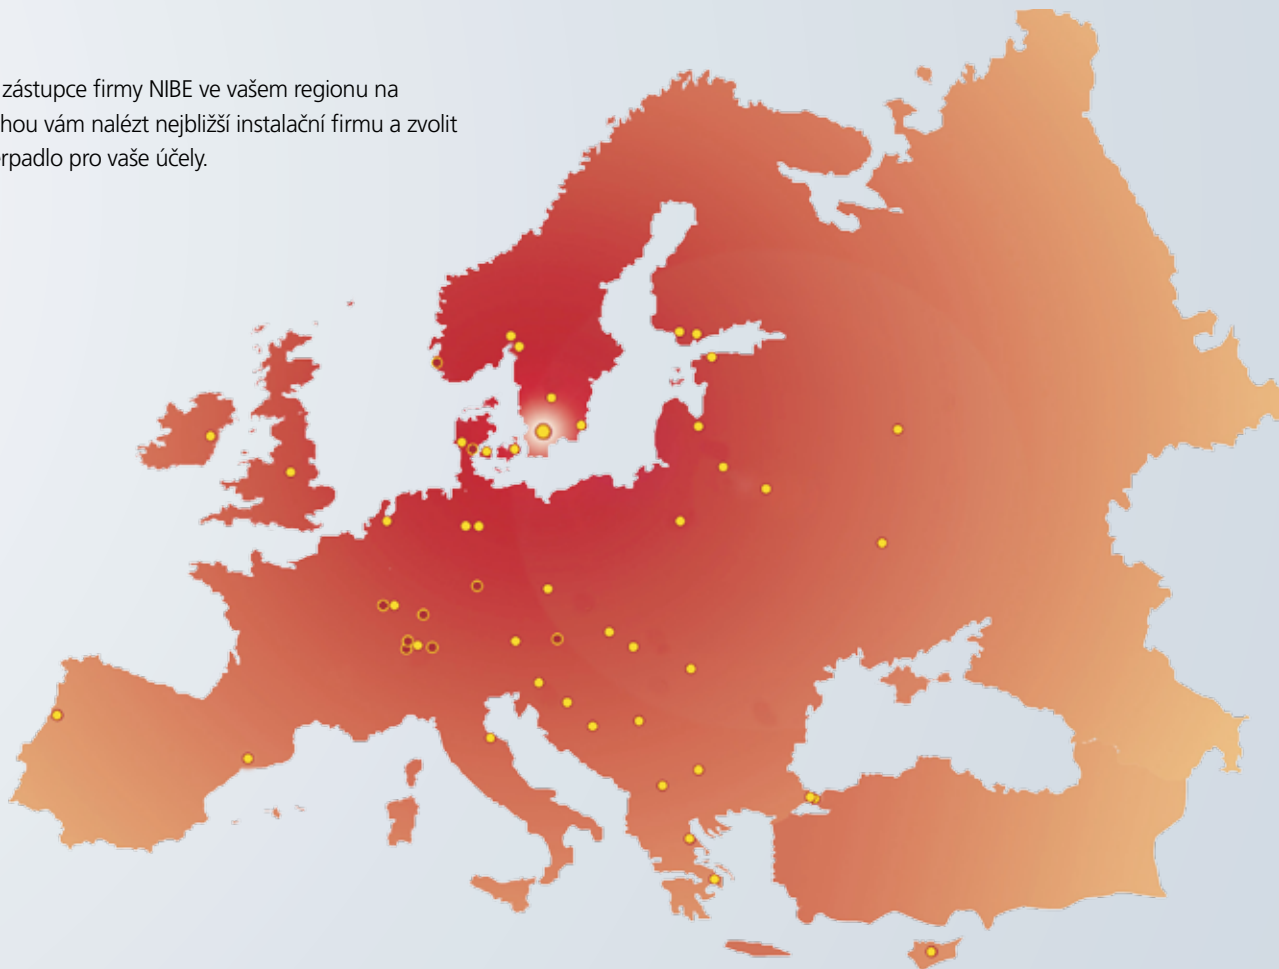 zástupce firmy NIBE ve vašem regionu na
hou vám nalézt nejbližší instalační firmu a zvolit
rpadlo pro vaše účely.